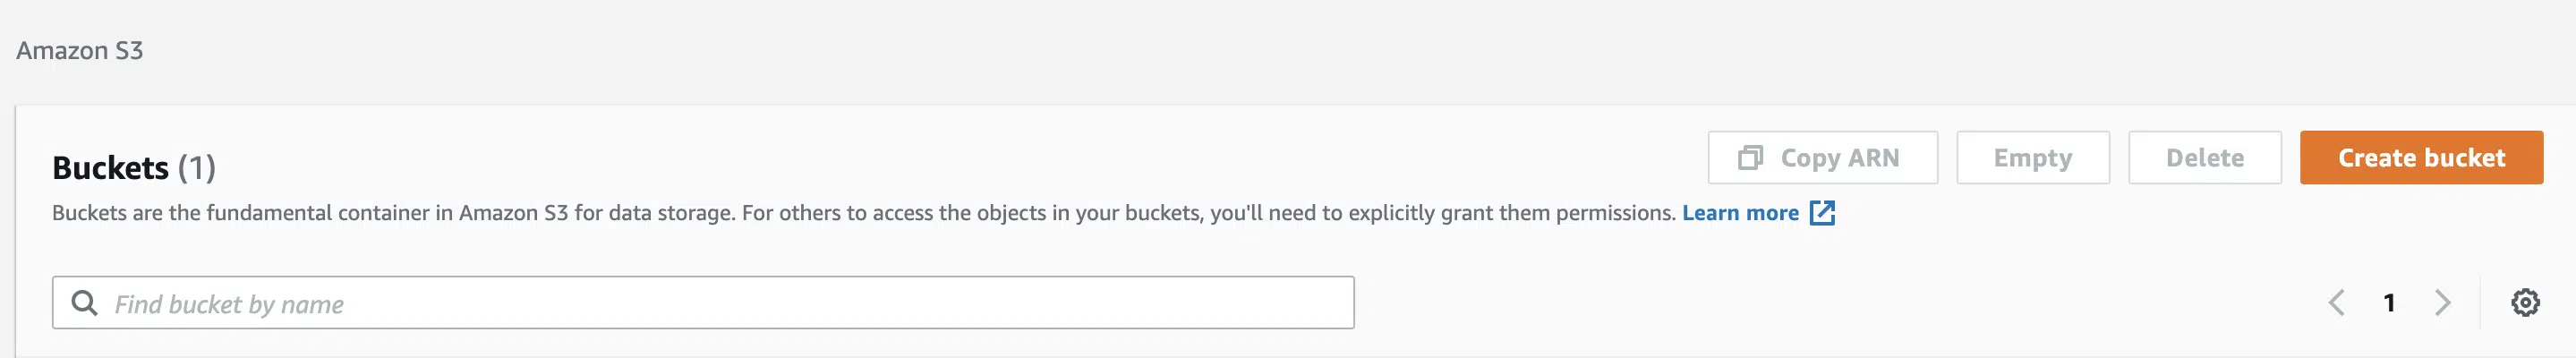 Amazon S3
Buckets (1)
Copy ARN
Empty
Delete
Create bucket
Buckets are the fundamental container in Amazon S3 for data storage. For others to access the objects in your buckets, you'll need to explicitly grant them permissions. Learn more
Find bucket by name
1